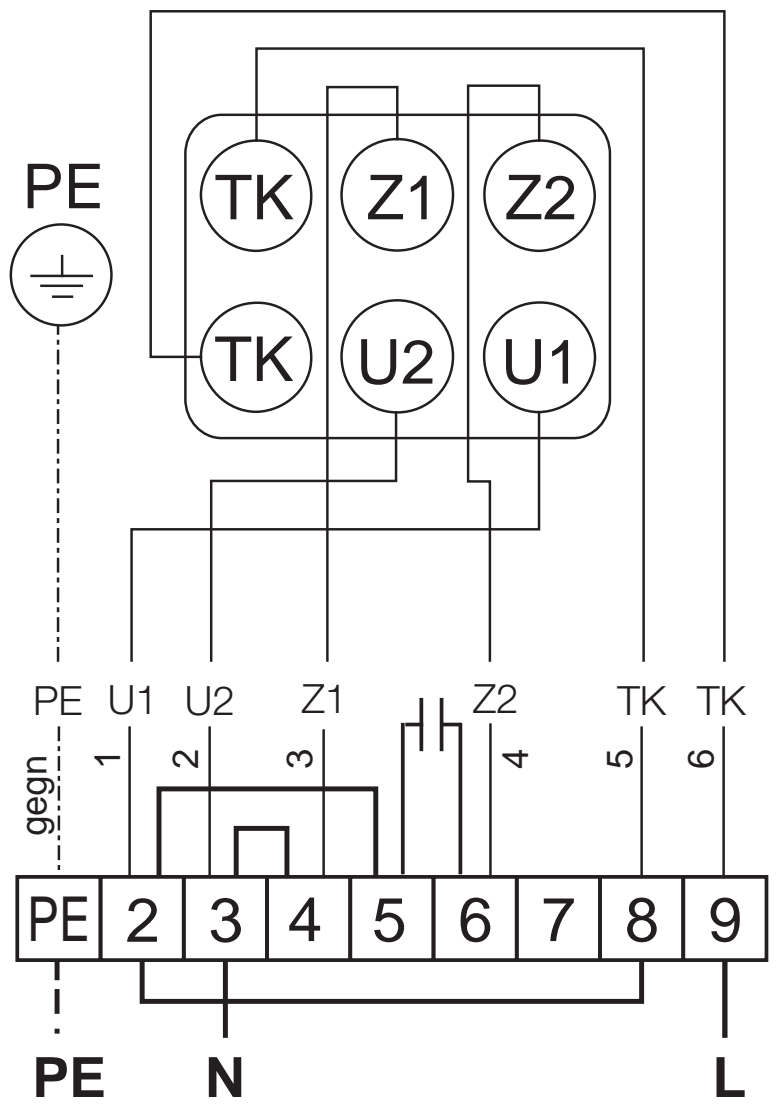 PE
TK Z1 Z2
TK U2 U1
PE U1 U2 Z1 Z2 TK TK
gegn 1 2 3 4 5 6
PE 2 3 4 5 6 7 8 9
PE N L